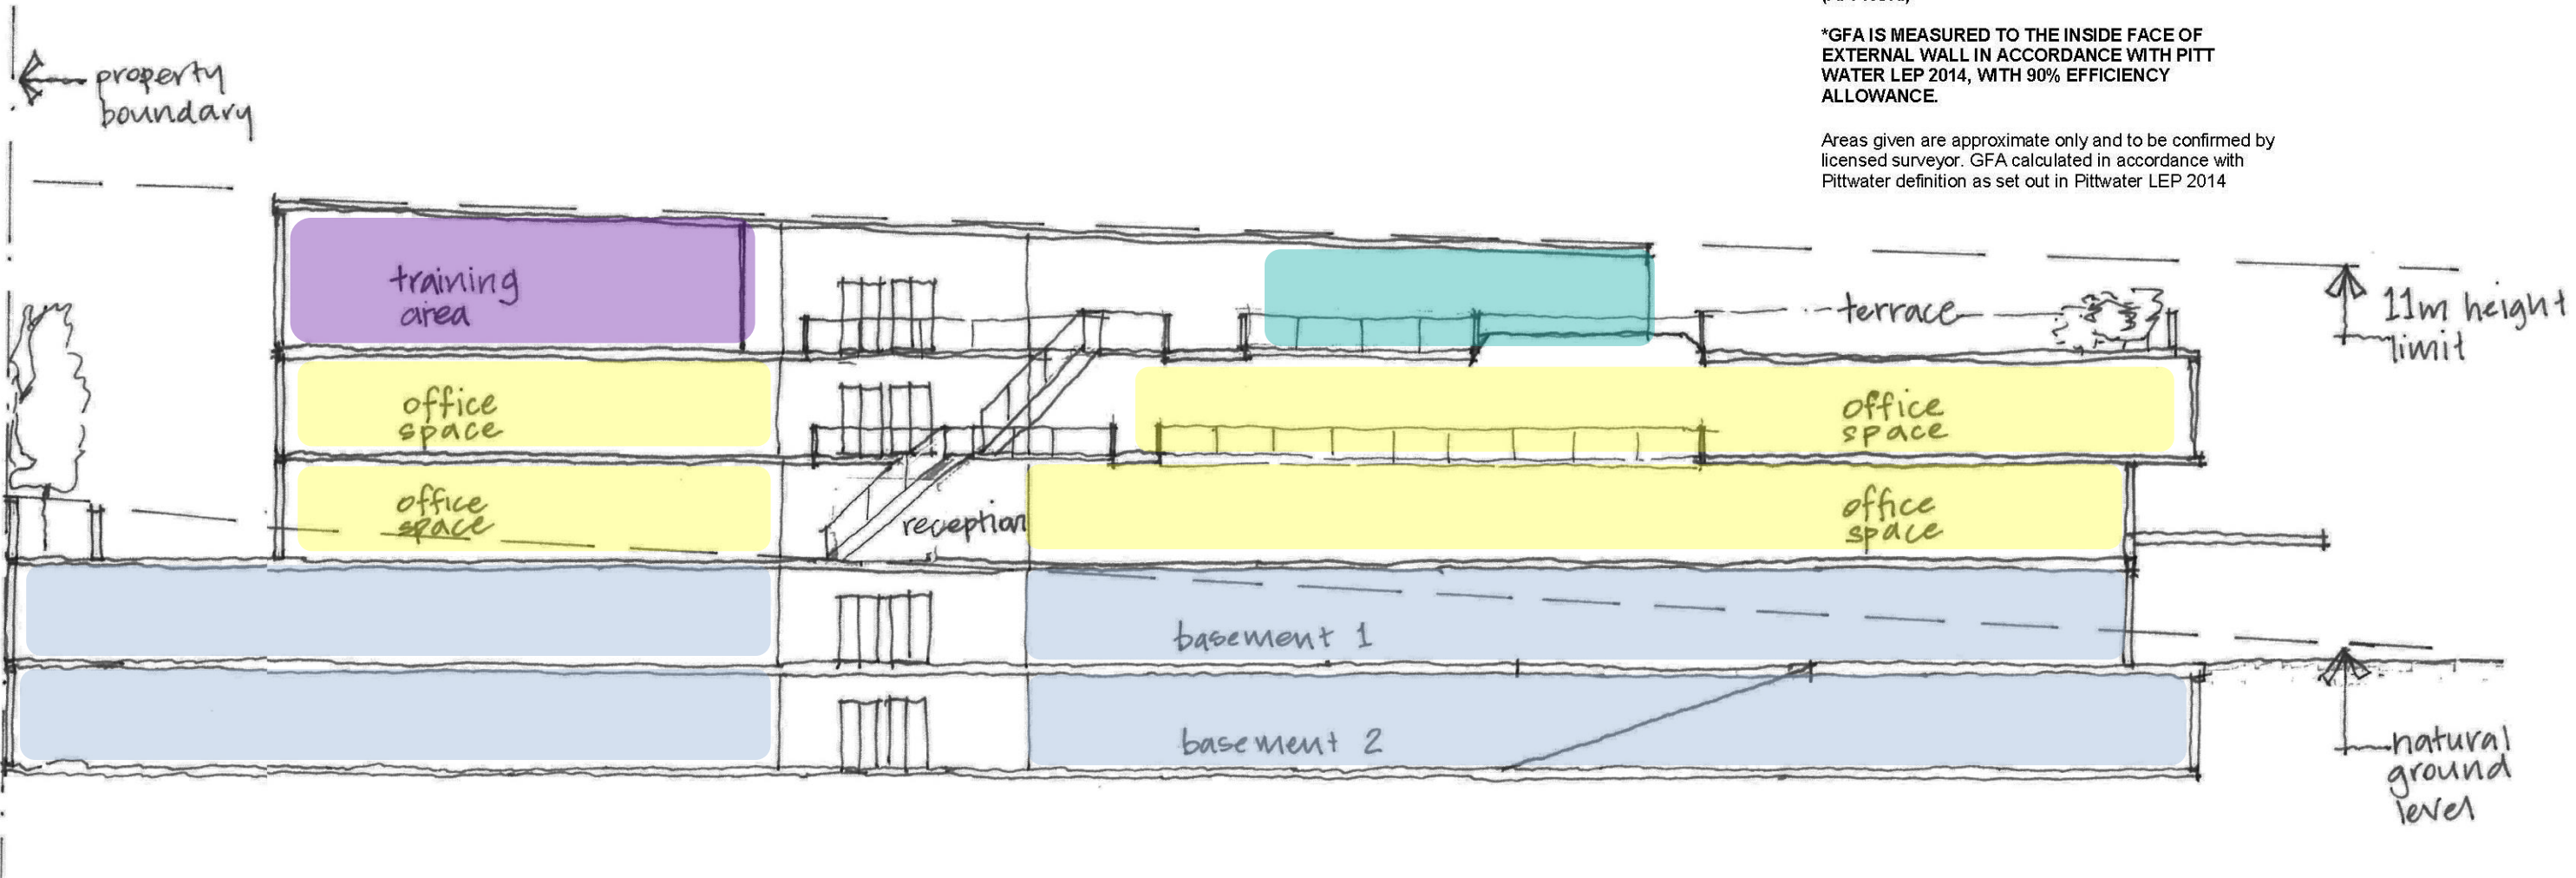 *GFA IS MEASURED TO THE INSIDE FACE OF
EXTERNAL WALL IN ACCORDANCE WITH PITT
WATER LEP 2014, WITH 90% EFFICIENCY
ALLOWANCE.
Areas given are approximate only and to be confirmed by
licensed surveyor. GFA calculated in accordance with
Pittwater definition as set out in Pittwater LEP 2014
property
boundary
training
area
terrace
11m height
limit
office
space
office
space
office
space
reception
office
space
basement 1
basement 2
natural
ground
level